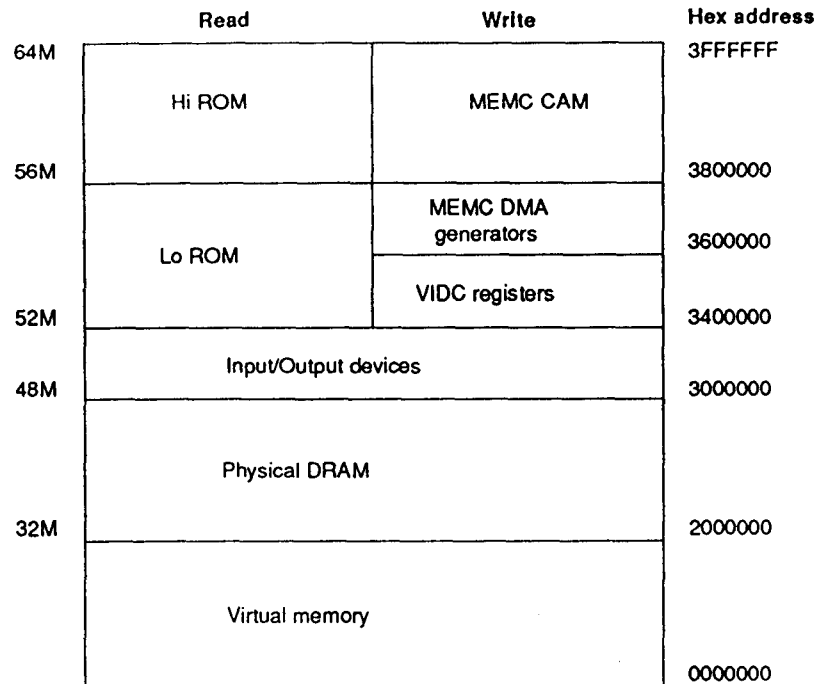 Read Write Hex address
64M 3FFFFFF
Hi ROM MEMC CAM
56M 3800000
MEMC DMA
generators 3600000
Lo ROM
VIDC registers
52M 3400000
Input/Output devices
48M 3000000
Physical DRAM
32M 2000000
Virtual memory
0000000